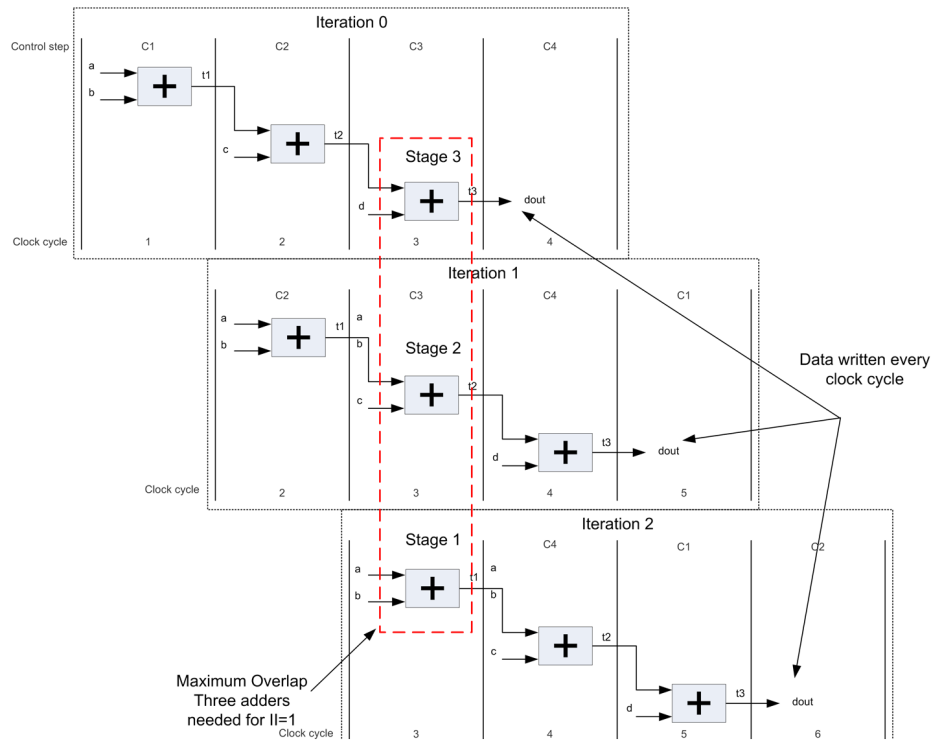 Iteration 0
Control step C1 C2 C3 C4
a
b
+
t1
c
+
t2
Stage 3
d
+
t3
dout
Clock cycle 1 2 3 4
Iteration 1
C2 C3 C4 C1
a
b
+
t1
a
b
Stage 2
c
+
t2
d
+
t3
dout
Clock cycle 2 3 4 5
Data written every
clock cycle
Iteration 2
Stage 1
C4 C1 C2
a
b
+
t1
a
b
c
+
t2
d
+
t3
dout
Maximum Overlap
Three adders
needed for II=1
Clock cycle 3 4 5 6